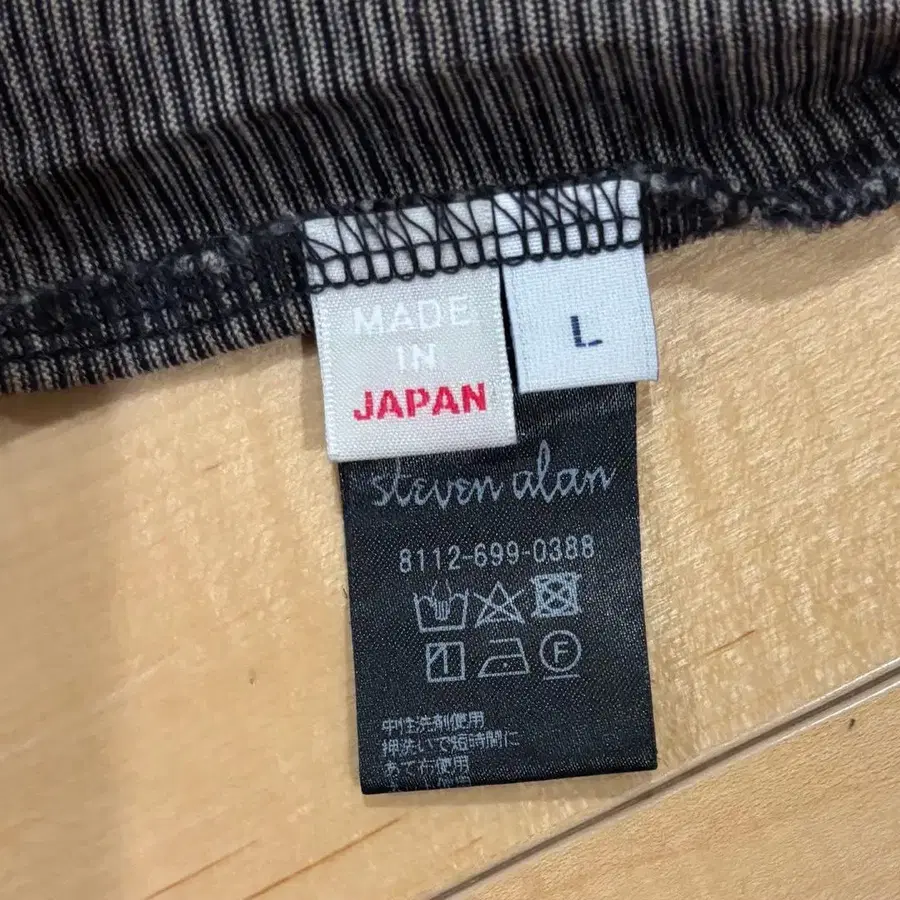 MADE
IN
JAPAN
L
steven alan
8112-699-0388
F
中性洗剤使用
押洗いで短時間に
あて布使用